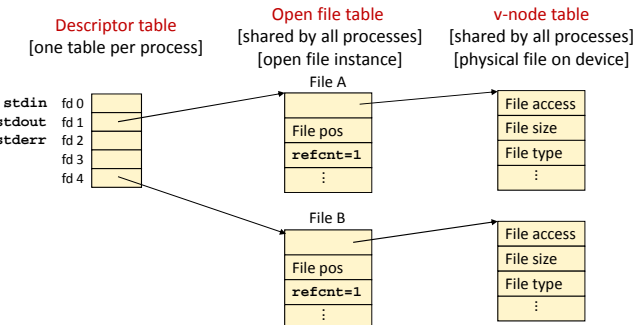 Descriptor table
[one table per process]
Open file table
[shared by all processes]
[open file instance]
v-node table
[shared by all processes]
[physical file on device]
stdin fd 0
stdout fd 1
stderr fd 2
fd 3
fd 4
File A
File pos
refcnt=1
⋮
File access
File size
File type
⋮
File B
File pos
refcnt=1
⋮
File access
File size
File type
⋮